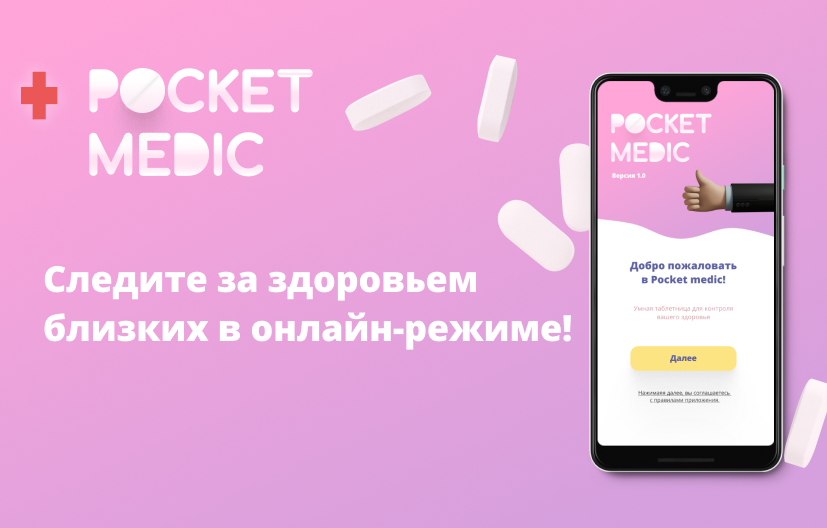 POCKET
MEDIC
Следите за здоровьем
близких в онлайн-режиме!
POCKET
MEDIC
Версия 1.0
Добро пожаловать
в Pocket medic!
Умная таблетница для контроля
вашего здоровья
Далее
Нажимаея далее, вы соглашаетесь
с правилами приложения.